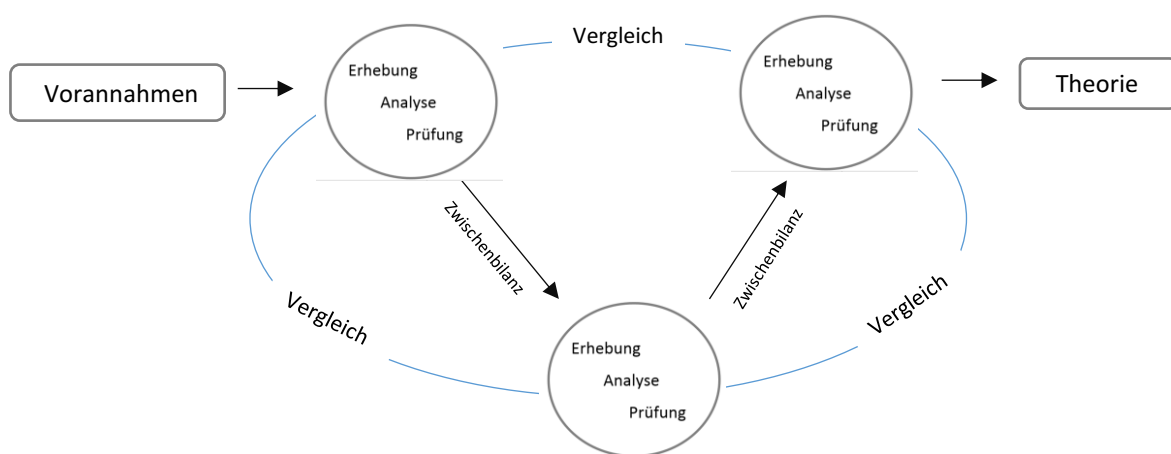 Vorannahmen
Erhebung
Analyse
Prüfung
Vergleich
Erhebung
Analyse
Prüfung
Theorie
Zwischenbilanz
Zwischenbilanz
Vergleich
Vergleich
Erhebung
Analyse
Prüfung